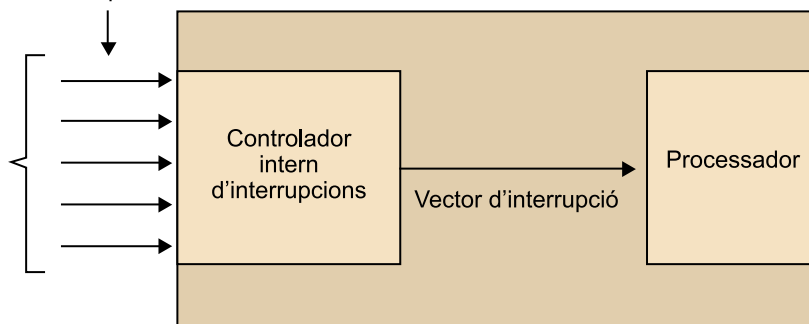 Controlador
intern
d'interrupcions
Vector d'interrupció
Processador